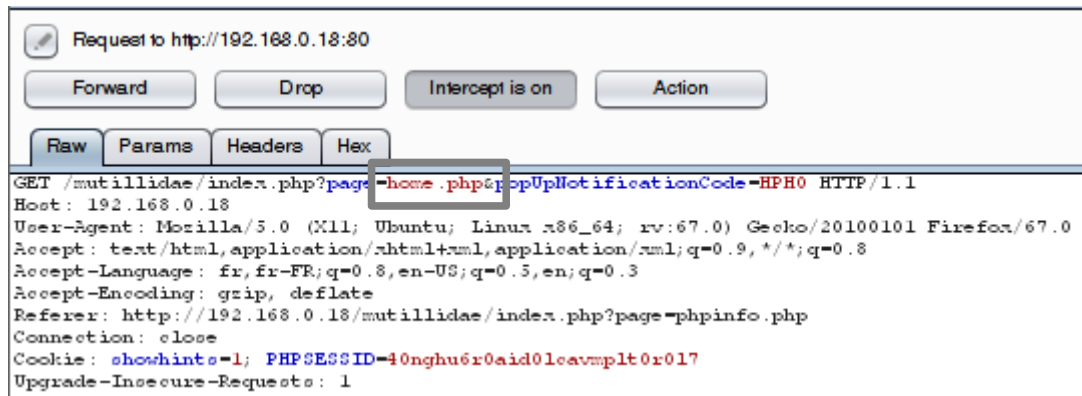 Request to http://192.168.0.18:80
Forward Drop Intercept is on Action
Raw Params Headers Hex
GET /mutillidae/index.php?page=home.php&popUpNotificationCode=HPH0 HTTP/1.1
Host: 192.168.0.18
User-Agent: Mozilla/5.0 (X11; Ubuntu; Linux x86_64; rv:67.0) Gecko/20100101 Firefox/67.0
Accept: text/html,application/xhtml+xml,application/xml;q=0.9,*/*;q=0.8
Accept-Language: fr,fr-FR;q=0.8,en-US;q=0.5,en;q=0.3
Accept-Encoding: gzip, deflate
Referer: http://192.168.0.18/mutillidae/index.php?page=phpinfo.php
Connection: close
Cookie: showhints=1; PHPSESSID=40nghu6r0aid0lcavmplt0r0l7
Upgrade-Insecure-Requests: 1